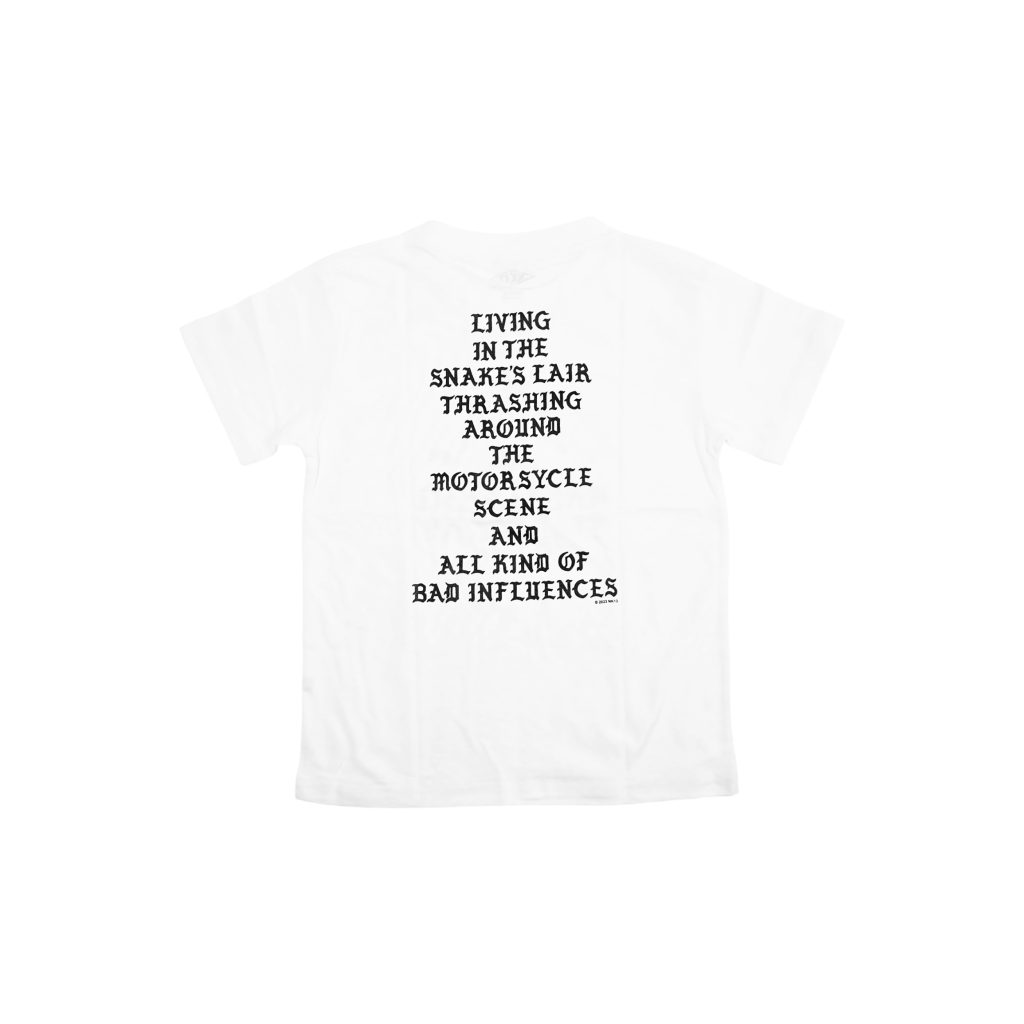 LIVING
IN THE
SNAKE'S LAIR
THRASHING
AROUND
THE
MOTORSYCLE
SCENE
AND
ALL KIND OF
BAD INFLUENCES